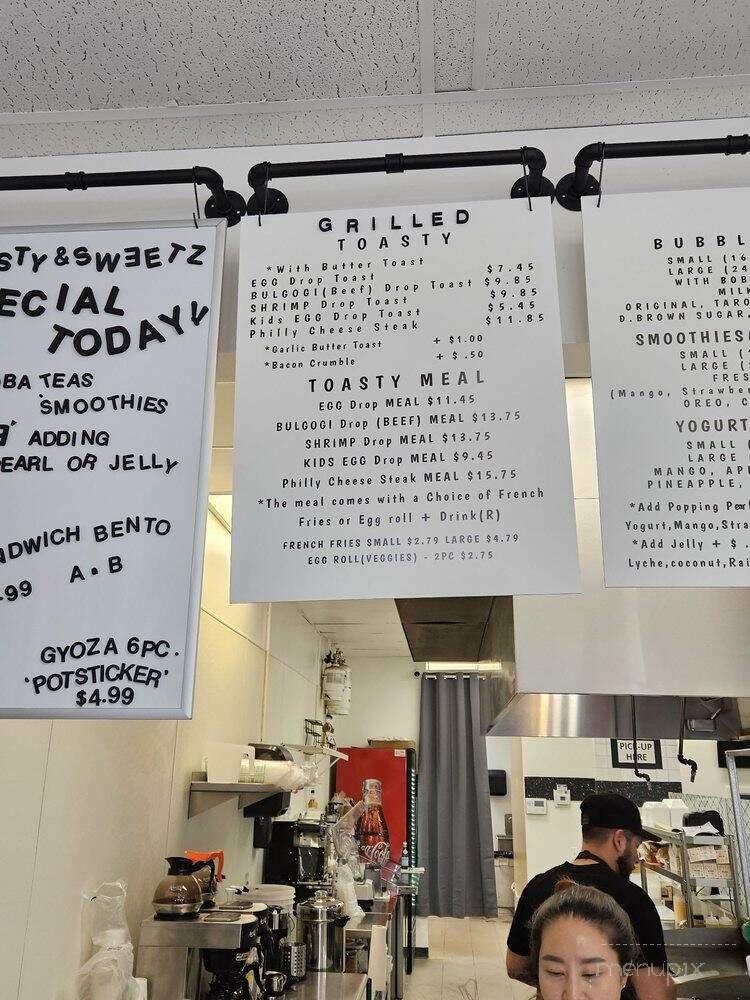 STY & SWEETZ
ECIAL
TODAY!
OBA TEAS
SMOOTHIES
ADDING
EARL OR JELLY
NDWICH BENTO
A • B
.99
GYOZA 6PC.
'POTSTICKER'
$4.99
GRILLED
TOASTY
*With Butter Toast
EGG Drop Toast $7.45
BULGOGI(Beef) Drop Toast $9.85
SHRIMP Drop Toast $9.85
Kids EGG Drop Toast $5.45
Philly Cheese Steak $11.85
*Garlic Butter Toast + $1.00
*Bacon Crumble + $.50
TOASTY MEAL
EGG Drop MEAL $11.45
BULGOGI Drop (BEEF) MEAL $13.75
SHRIMP Drop MEAL $13.75
KIDS EGG Drop MEAL $9.45
Philly Cheese Steak MEAL $15.75
*The meal comes with a Choice of French
Fries or Egg roll + Drink(R)
FRENCH FRIES SMALL $2.79 LARGE $4.79
EGG ROLL(VEGGIES) - 2PC $2.75
BUBBL
SMALL (16
LARGE (24
WITH BOB
MILK
ORIGINAL, TARO
D.BROWN SUGAR,
SMOOTHIES(
SMALL (
LARGE (
FRES
(Mango, Strawber
OREO, C
YOGURT
SMALL (
LARGE
MANGO, APP
PINEAPPLE,
*Add Popping Pearl
Yogurt,Mango,Stra
*Add Jelly + $.
Lyche,coconut,Rai
PICK-UP
HERE
Coca-Cola
menupix